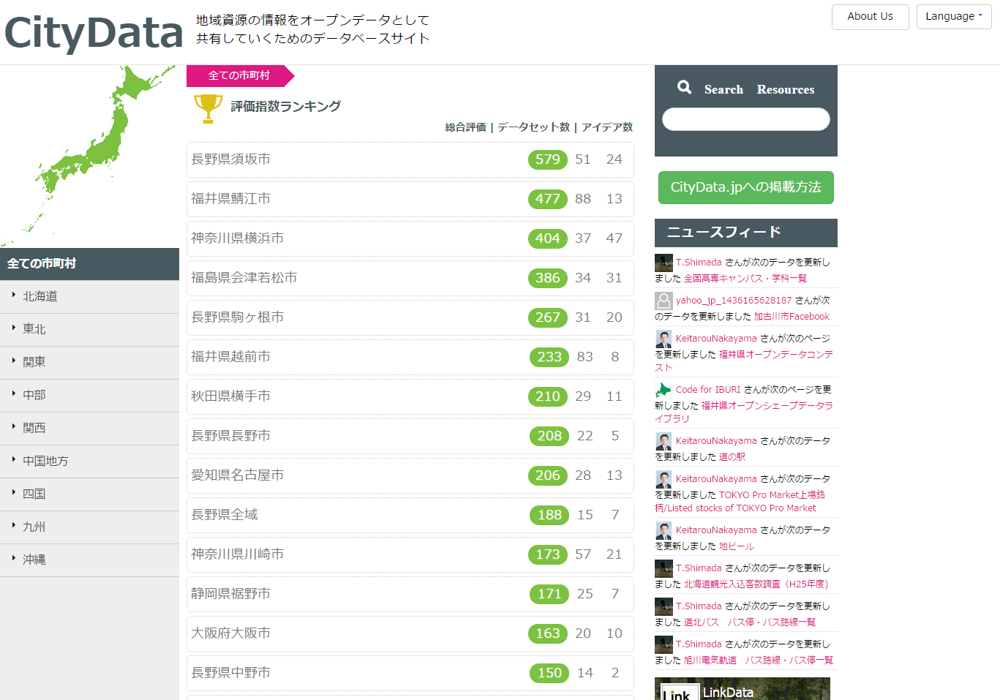 CityData
地域資源の情報をオープンデータとして
共有していくためのデータベースサイト
About Us
Language
全ての市町村
北海道
東北
関東
中部
関西
中国地方
四国
九州
沖縄
全ての市町村
評価指数ランキング
総合評価 | データセット数 | アイデア数
長野県須坂市 579 51 24
福井県鯖江市 477 88 13
神奈川県横浜市 404 37 47
福島県会津若松市 386 34 31
長野県駒ヶ根市 267 31 20
福井県越前市 233 83 8
秋田県横手市 210 29 11
長野県長野市 208 22 5
愛知県名古屋市 206 28 13
長野県全域 188 15 7
神奈川県川崎市 173 57 21
静岡県裾野市 171 25 7
大阪府大阪市 163 20 10
長野県中野市 150 14 2
Search Resources
CityData.jpへの掲載方法
ニュースフィード
T.Shimada さんが次のデータを更新し
ました 全国高専キャンパス・学科一覧
yahoo_jp_1436165628187 さんが次
のデータを更新しました 加古川市Facebook
KeitarouNakayama さんが次のページ
を更新しました 福井県オープンデータコンテ
スト
Code for IBURI さんが次のページを更
新しました 福井県オープンシェープデータラ
イブラリ
KeitarouNakayama さんが次のデータ
を更新しました 道の駅
KeitarouNakayama さんが次のデータ
を更新しました TOKYO Pro Market上場銘
柄/Listed stocks of TOKYO Pro Market
KeitarouNakayama さんが次のデータ
を更新しました 地ビール
T.Shimada さんが次のデータを更新し
ました 北海道観光入込客数調査（H25年度）
T.Shimada さんが次のデータを更新し
ました 道北バス　バス停・バス路線一覧
T.Shimada さんが次のデータを更新し
ました 旭川電気軌道　バス路線・バス停一覧
Link
LinkData